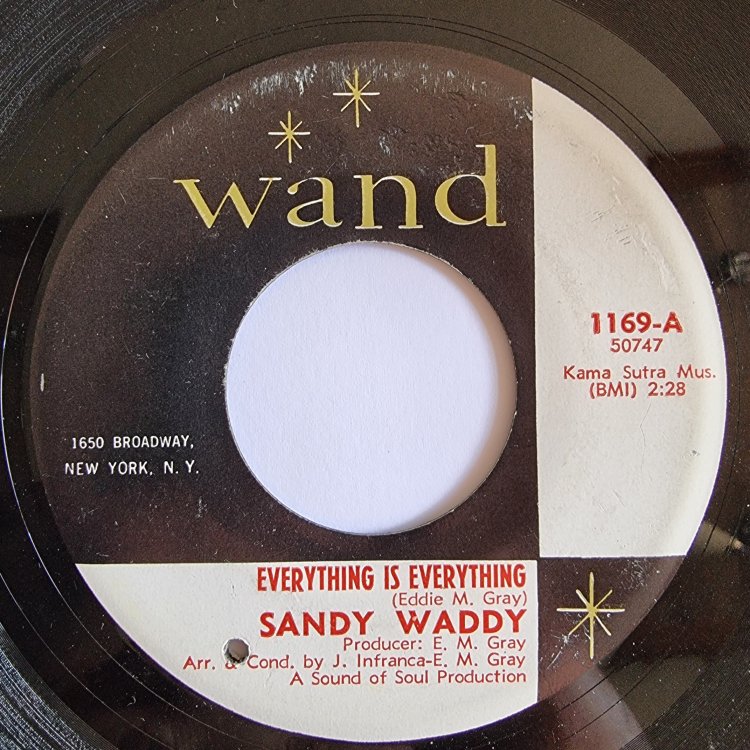 wand
1169-A
50747
Kama Sutra Mus.
(BMI) 2:28
1650 BROADWAY,
NEW YORK, N. Y.
EVERYTHING IS EVERYTHING
(Eddie M. Gray)
SANDY WADDY
Producer: E. M. Gray
Arr. & Cond. by J. Infranca-E. M. Gray
A Sound of Soul Production